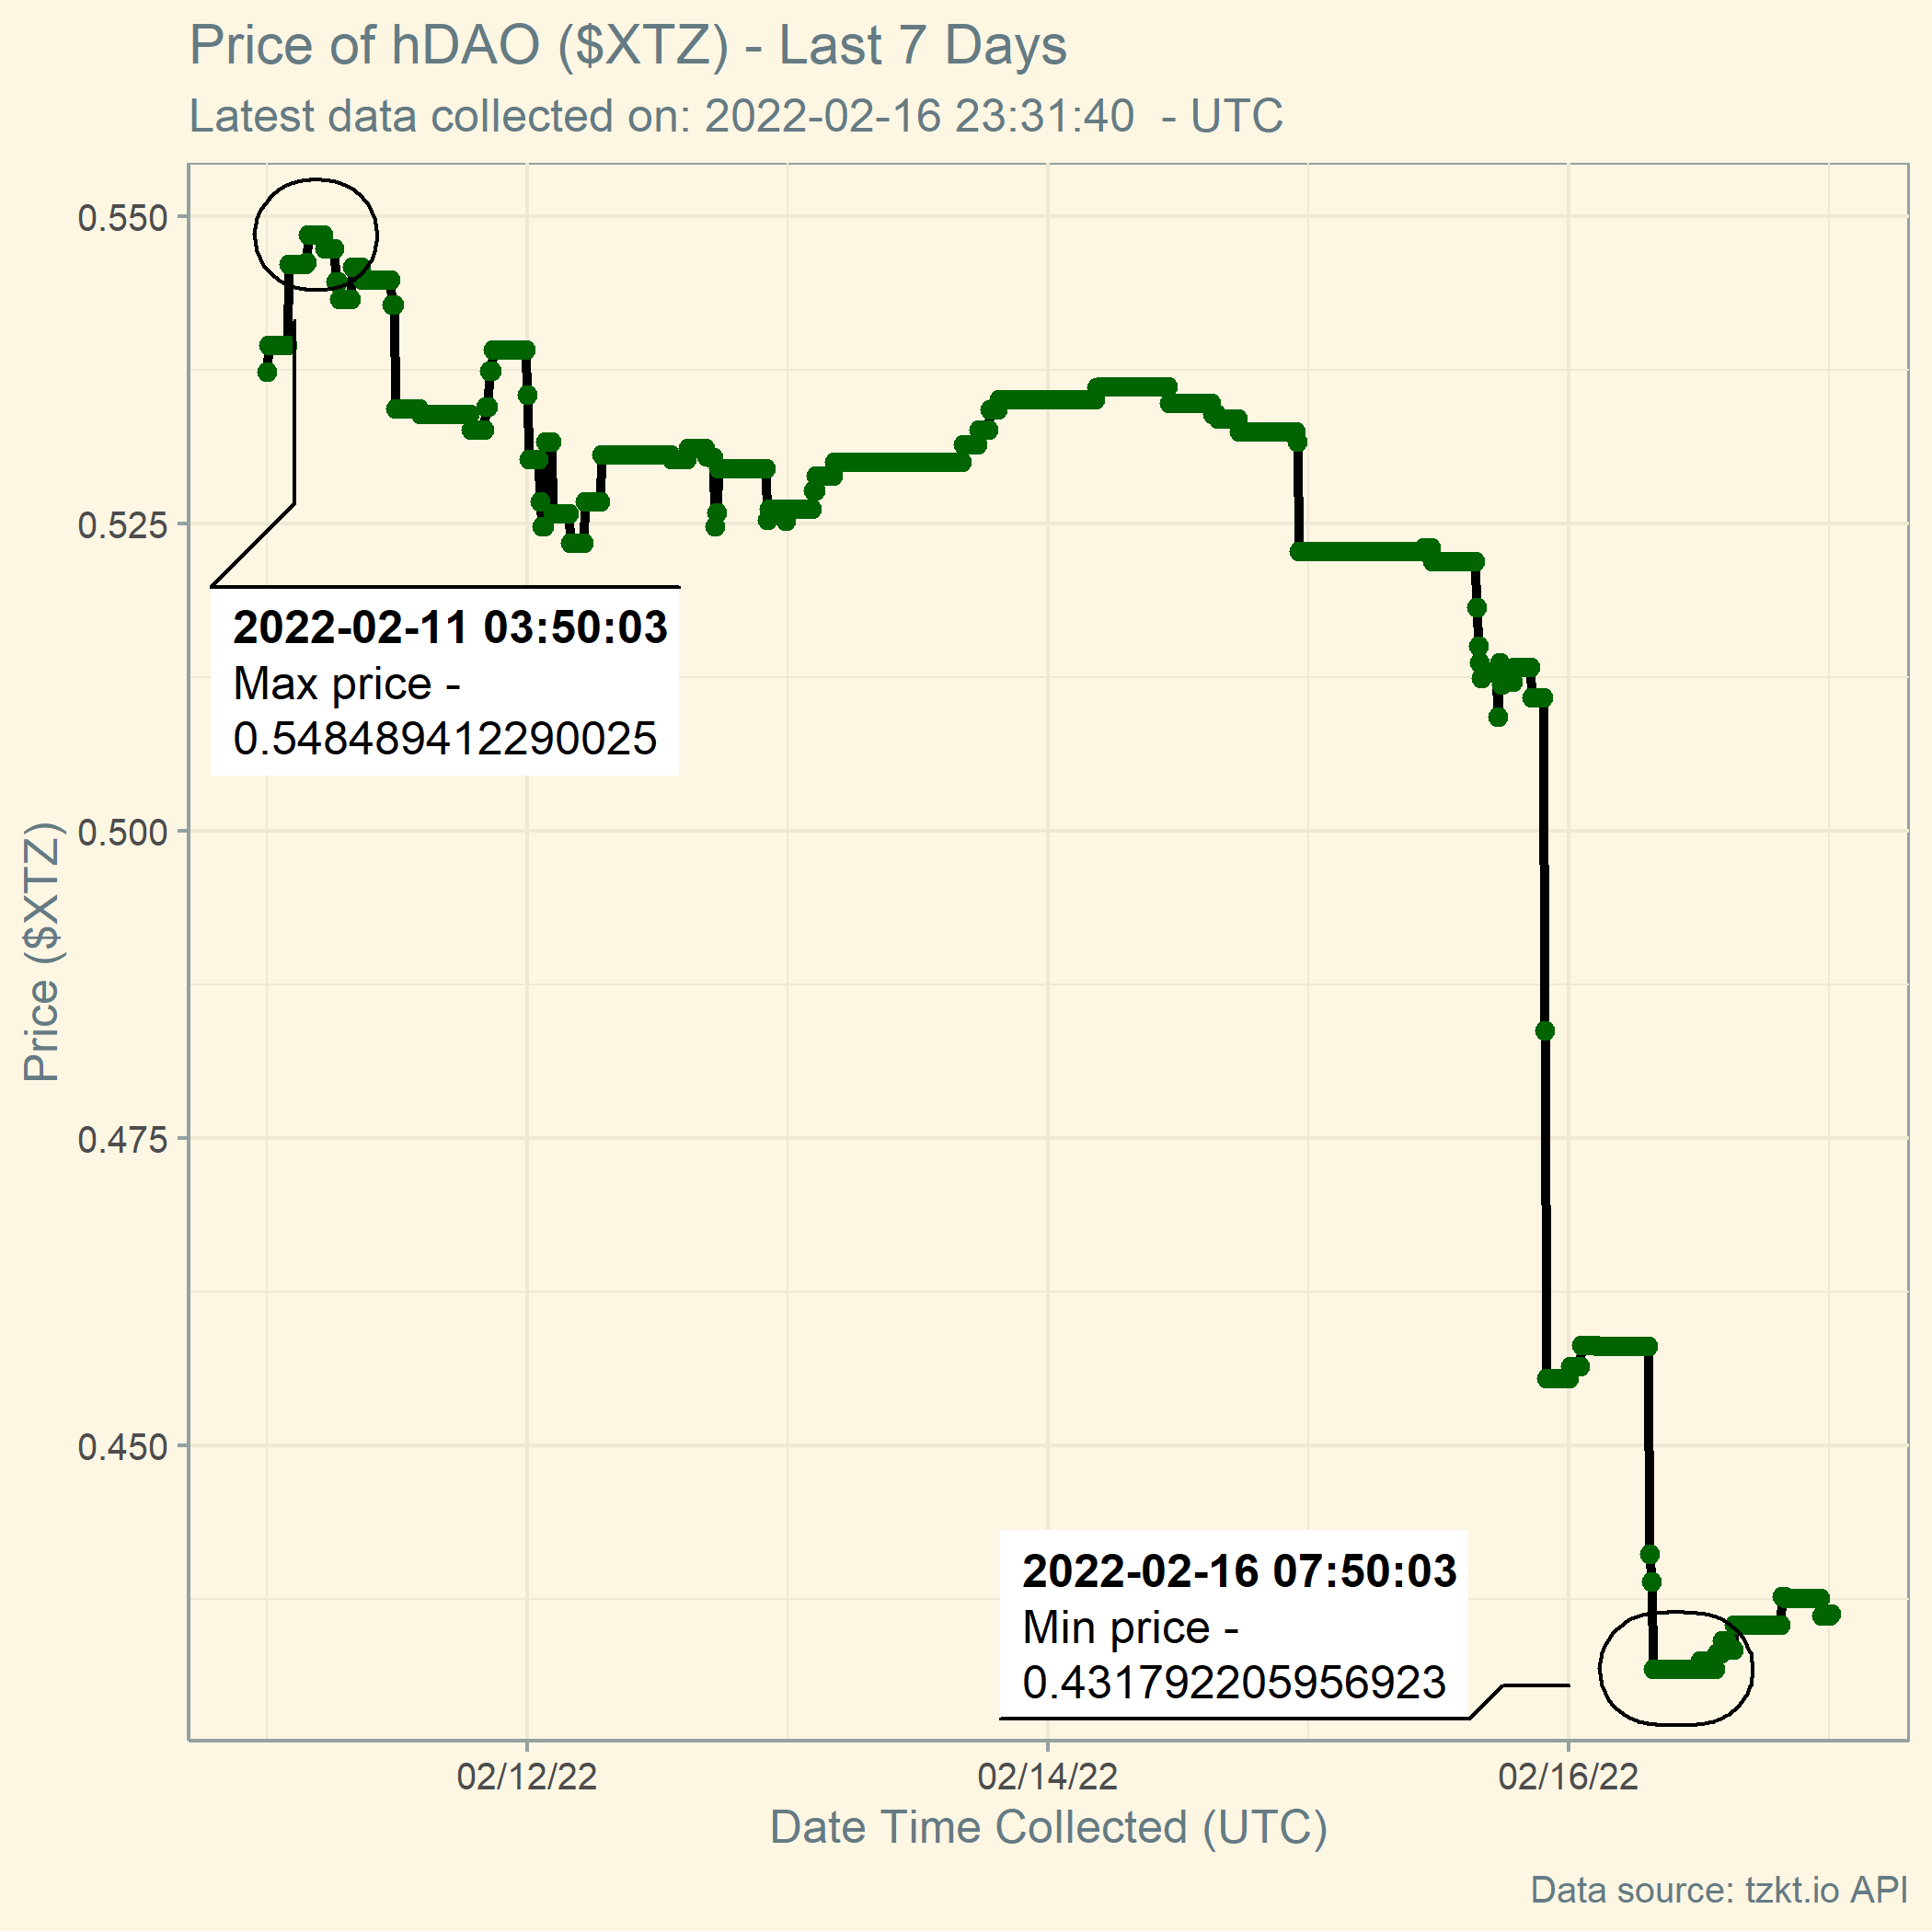 Price of hDAO ($XTZ) - Last 7 Days
Latest data collected on: 2022-02-16 23:31:40  - UTC
Price ($XTZ)
0.550
0.525
0.500
0.475
0.450
2022-02-11 03:50:03
Max price -
0.548489412290025
2022-02-16 07:50:03
Min price -
0.431792205956923
02/12/22
02/14/22
02/16/22
Date Time Collected (UTC)
Data source: tzkt.io API